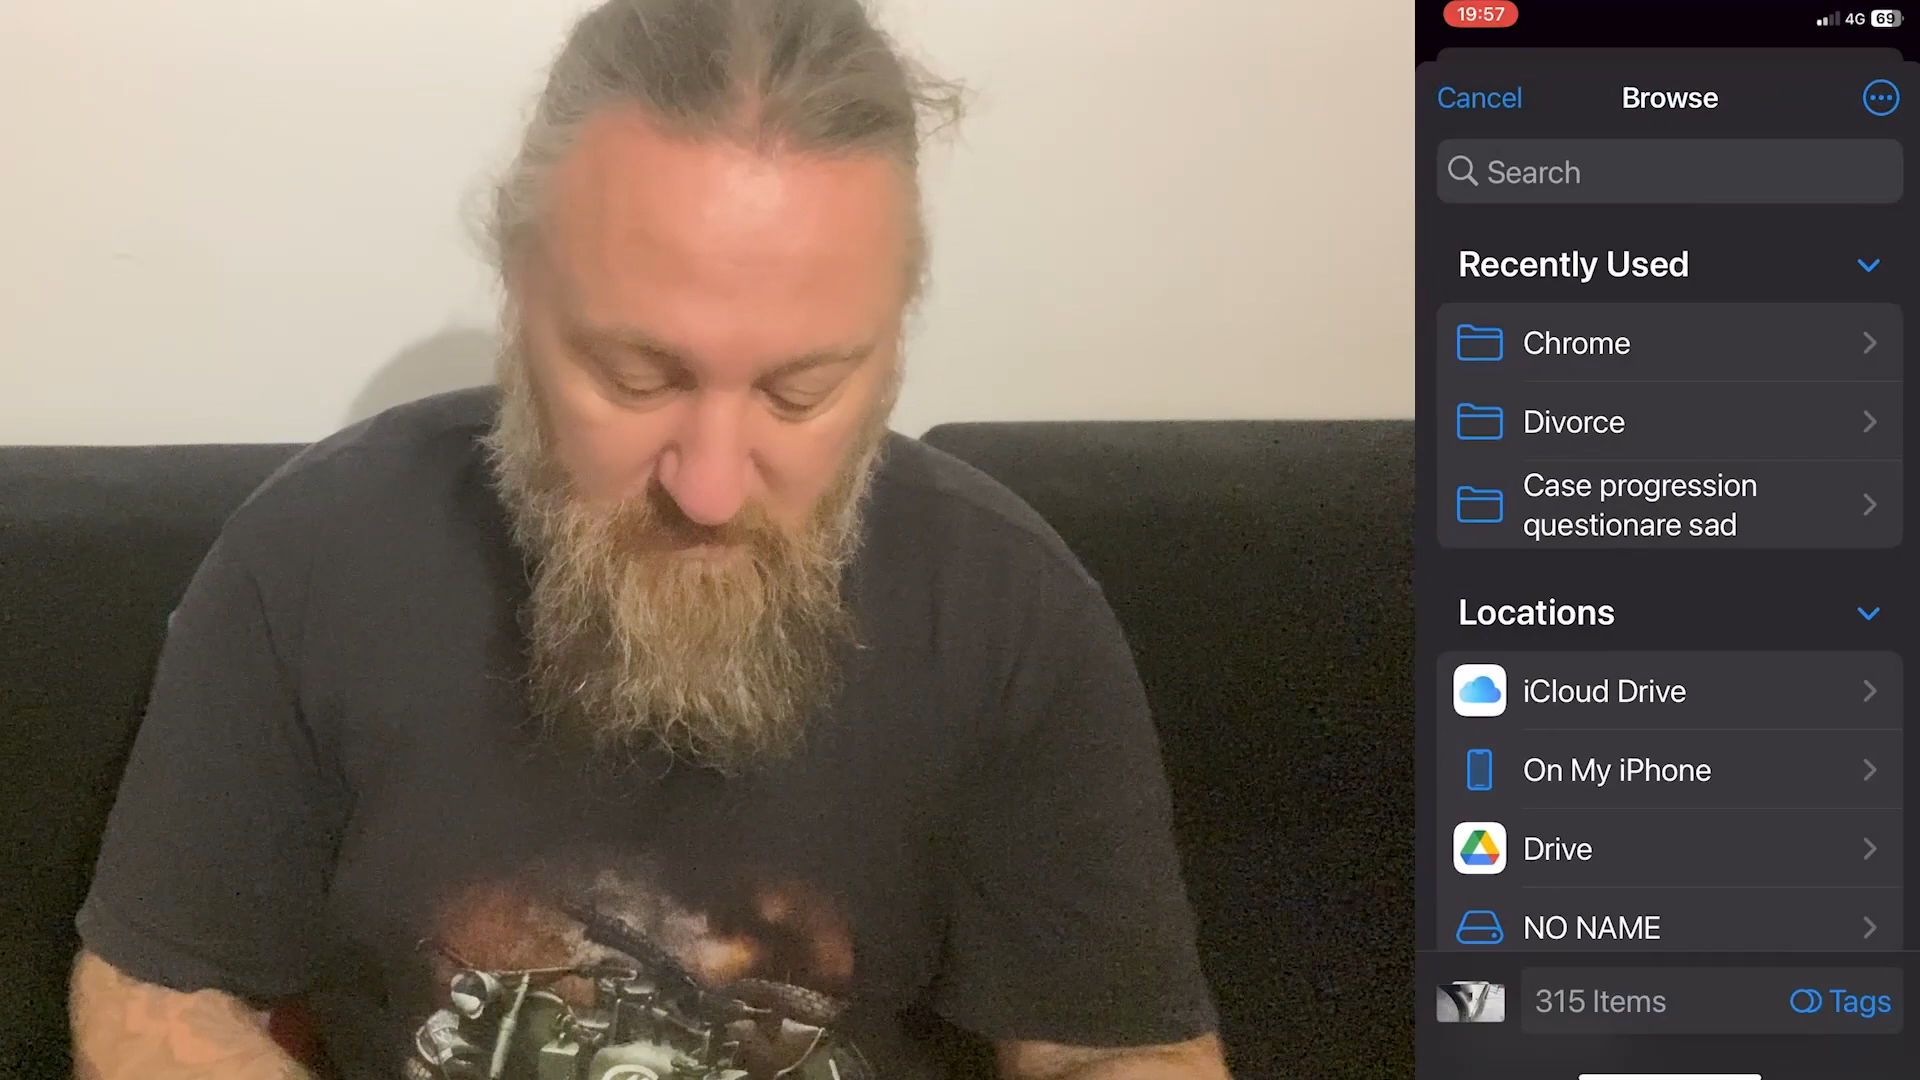 19:57
4G 69
Cancel
Browse
Search
Recently Used
Chrome
Divorce
Case progression
questionare sad
Locations
iCloud Drive
On My iPhone
Drive
NO NAME
315 Items
Tags